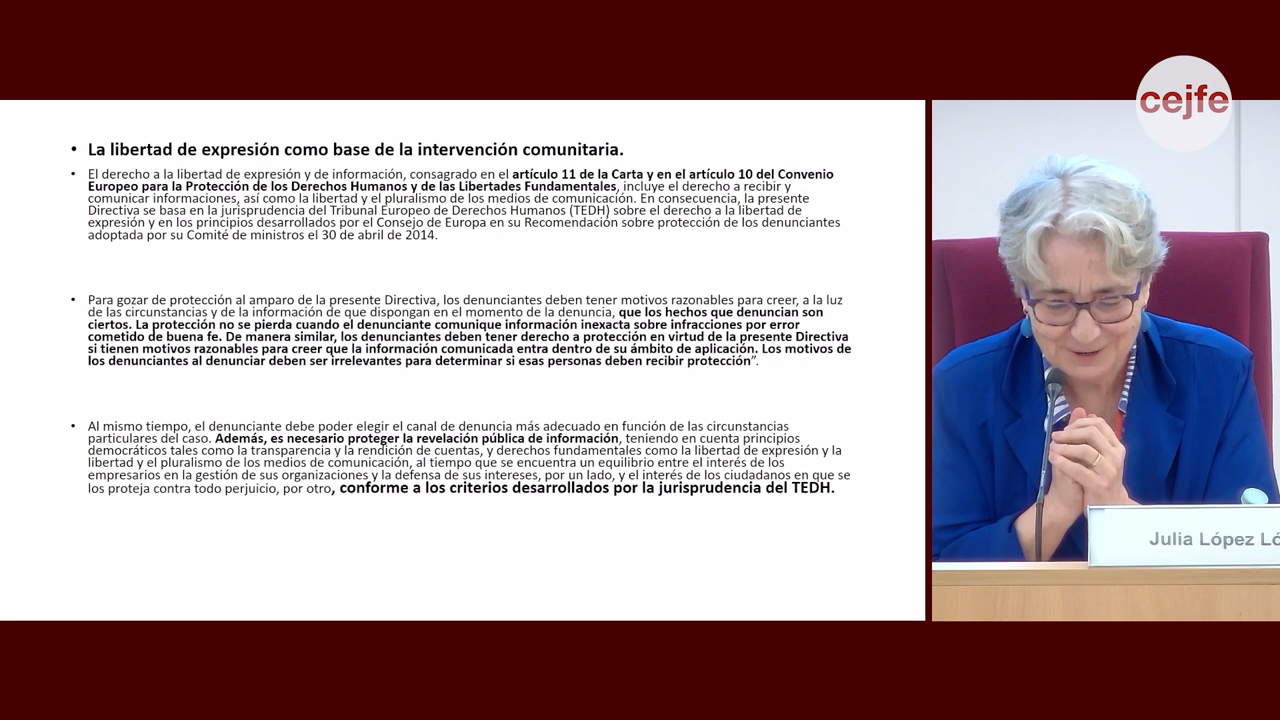 cejfe
• La libertad de expresión como base de la intervención comunitaria.
• El derecho a la libertad de expresión y de información, consagrado en el artículo 11 de la Carta y en el artículo 10 del Convenio
Europeo para la Protección de los Derechos Humanos y de las Libertades Fundamentales, incluye el derecho a recibir y
comunicar informaciones, así como la libertad y el pluralismo de los medios de comunicación. En consecuencia, la presente
Directiva se basa en la jurisprudencia del Tribunal Europeo de Derechos Humanos (TEDH) sobre el derecho a la libertad de
expresión y en los principios desarrollados por el Consejo de Europa en su Recomendación sobre protección de los denunciantes
adoptada por su Comité de ministros el 30 de abril de 2014.
• Para gozar de protección al amparo de la presente Directiva, los denunciantes deben tener motivos razonables para creer, a la luz
de las circunstancias y de la información de que dispongan en el momento de la denuncia, que los hechos que denuncian son
ciertos. La protección no se pierda cuando el denunciante comunique información inexacta sobre infracciones por error
cometido de buena fe. De manera similar, los denunciantes deben tener derecho a protección en virtud de la presente Directiva
si tienen motivos razonables para creer que la información comunicada entra dentro de su ámbito de aplicación. Los motivos de
los denunciantes al denunciar deben ser irrelevantes para determinar si esas personas deben recibir protección”.
• Al mismo tiempo, el denunciante debe poder elegir el canal de denuncia más adecuado en función de las circunstancias
particulares del caso. Además, es necesario proteger la revelación pública de información, teniendo en cuenta principios
democráticos tales como la transparencia y la rendición de cuentas, y derechos fundamentales como la libertad de expresión y la
libertad y el pluralismo de los medios de comunicación, al tiempo que se encuentra un equilibrio entre el interés de los
empresarios en la gestión de sus organizaciones y la defensa de sus intereses, por un lado, y el interés de los ciudadanos en que se
los proteja contra todo perjuicio, por otro, conforme a los criterios desarrollados por la jurisprudencia del TEDH.
Julia López Ló